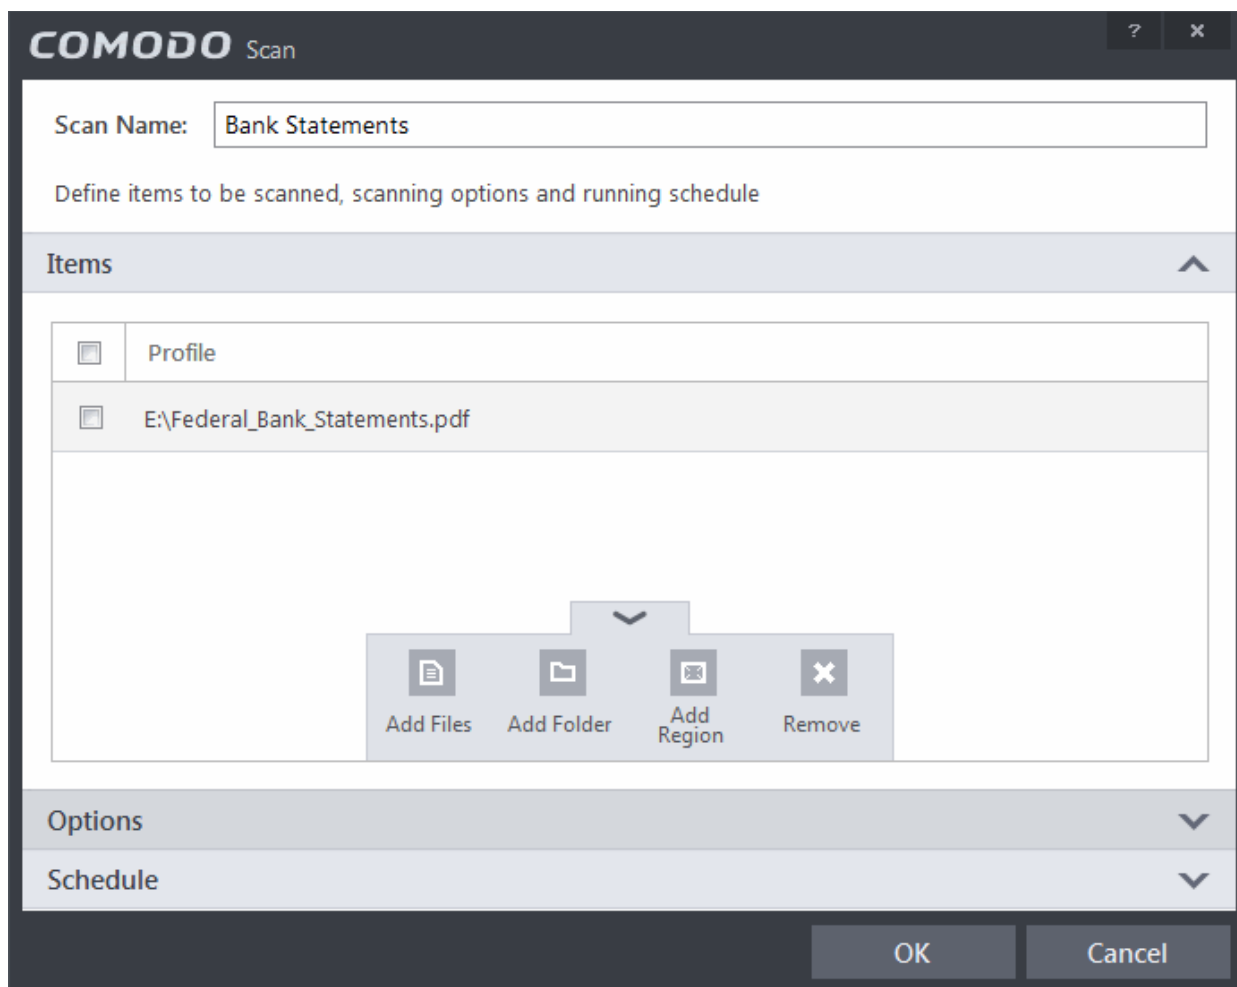 COMODO Scan
?
×
Scan Name: Bank Statements
Define items to be scanned, scanning options and running schedule
Items
Profile
E:\Federal_Bank_Statements.pdf
Add Files
Add Folder
Add
Region
Remove
Options
Schedule
OK
Cancel